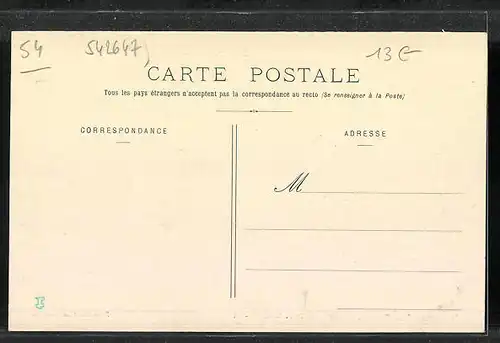 54 542647 13 €
CARTE POSTALE
Tous les pays étrangers n'acceptent pas la correspondance au recto (Se renseigner à la Poste)
CORRESPONDANCE
ADRESSE
M